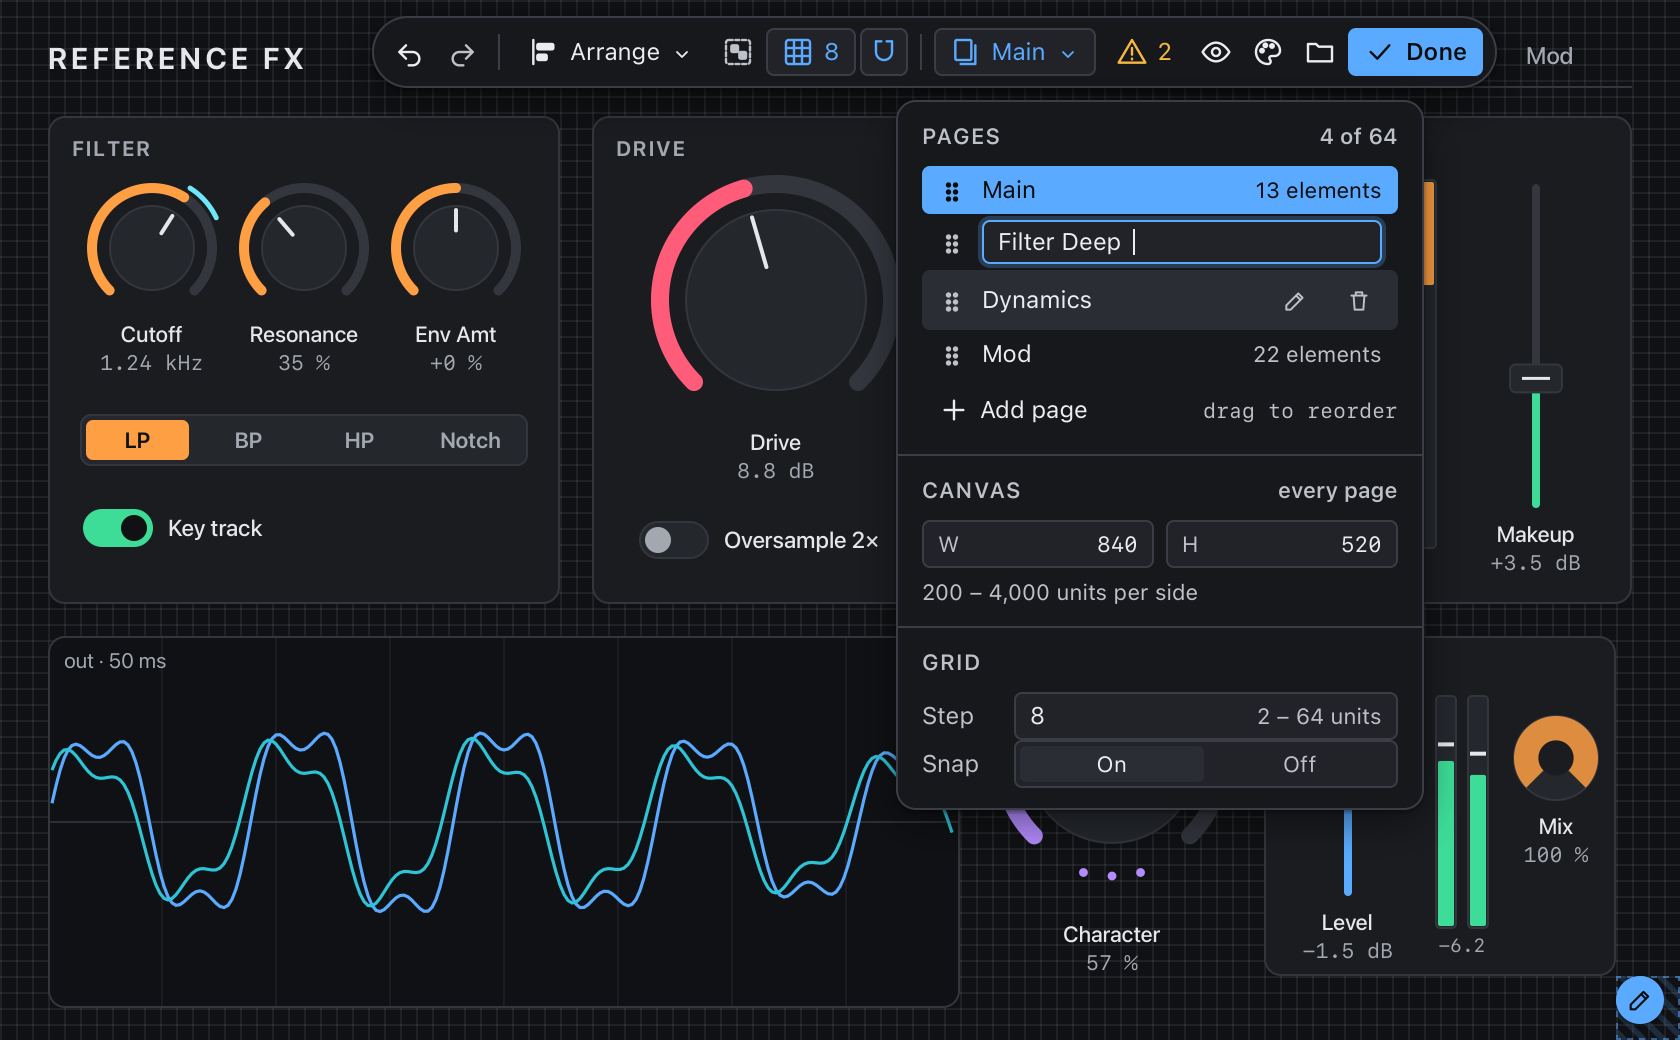 REFERENCE FX
Arrange
8
Main
2
Done
Mod
FILTER
Cutoff
1.24 kHz
Resonance
35 %
Env Amt
+0 %
LP
BP
HP
Notch
Key track
DRIVE
Drive
8.8 dB
Oversample 2×
PAGES
4 of 64
Main
13 elements
Filter Deep
Dynamics
Mod
22 elements
Add page
drag to reorder
CANVAS
every page
W 840
H 520
200 – 4,000 units per side
GRID
Step
8
2 – 64 units
Snap
On
Off
Makeup
+3.5 dB
out · 50 ms
Character
57 %
Level
−1.5 dB
−6.2
Mix
100 %